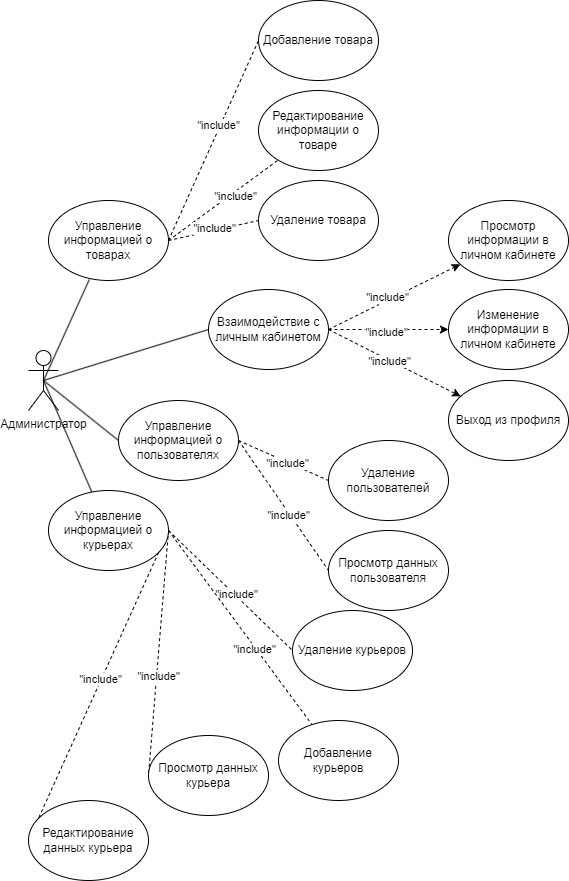 Добавление товара
"include"
Редактирование
информации о
товаре
"include"
Управление
информацией о
товарах
"include"
Удаление товара
Просмотр
информации в
личном кабинете
"include"
Взаимодействие с
личным кабинетом
"include"
Изменение
информации в
личном кабинете
"include"
Выход из профиля
Администратор
Управление
информацией о
пользователях
"include"
Удаление
пользователей
"include"
Управление
информацией о
курьерах
Просмотр данных
пользователя
"include"
Удаление курьеров
"include"
"include"
"include"
Добавление
курьеров
Просмотр данных
курьера
Редактирование
данных курьера